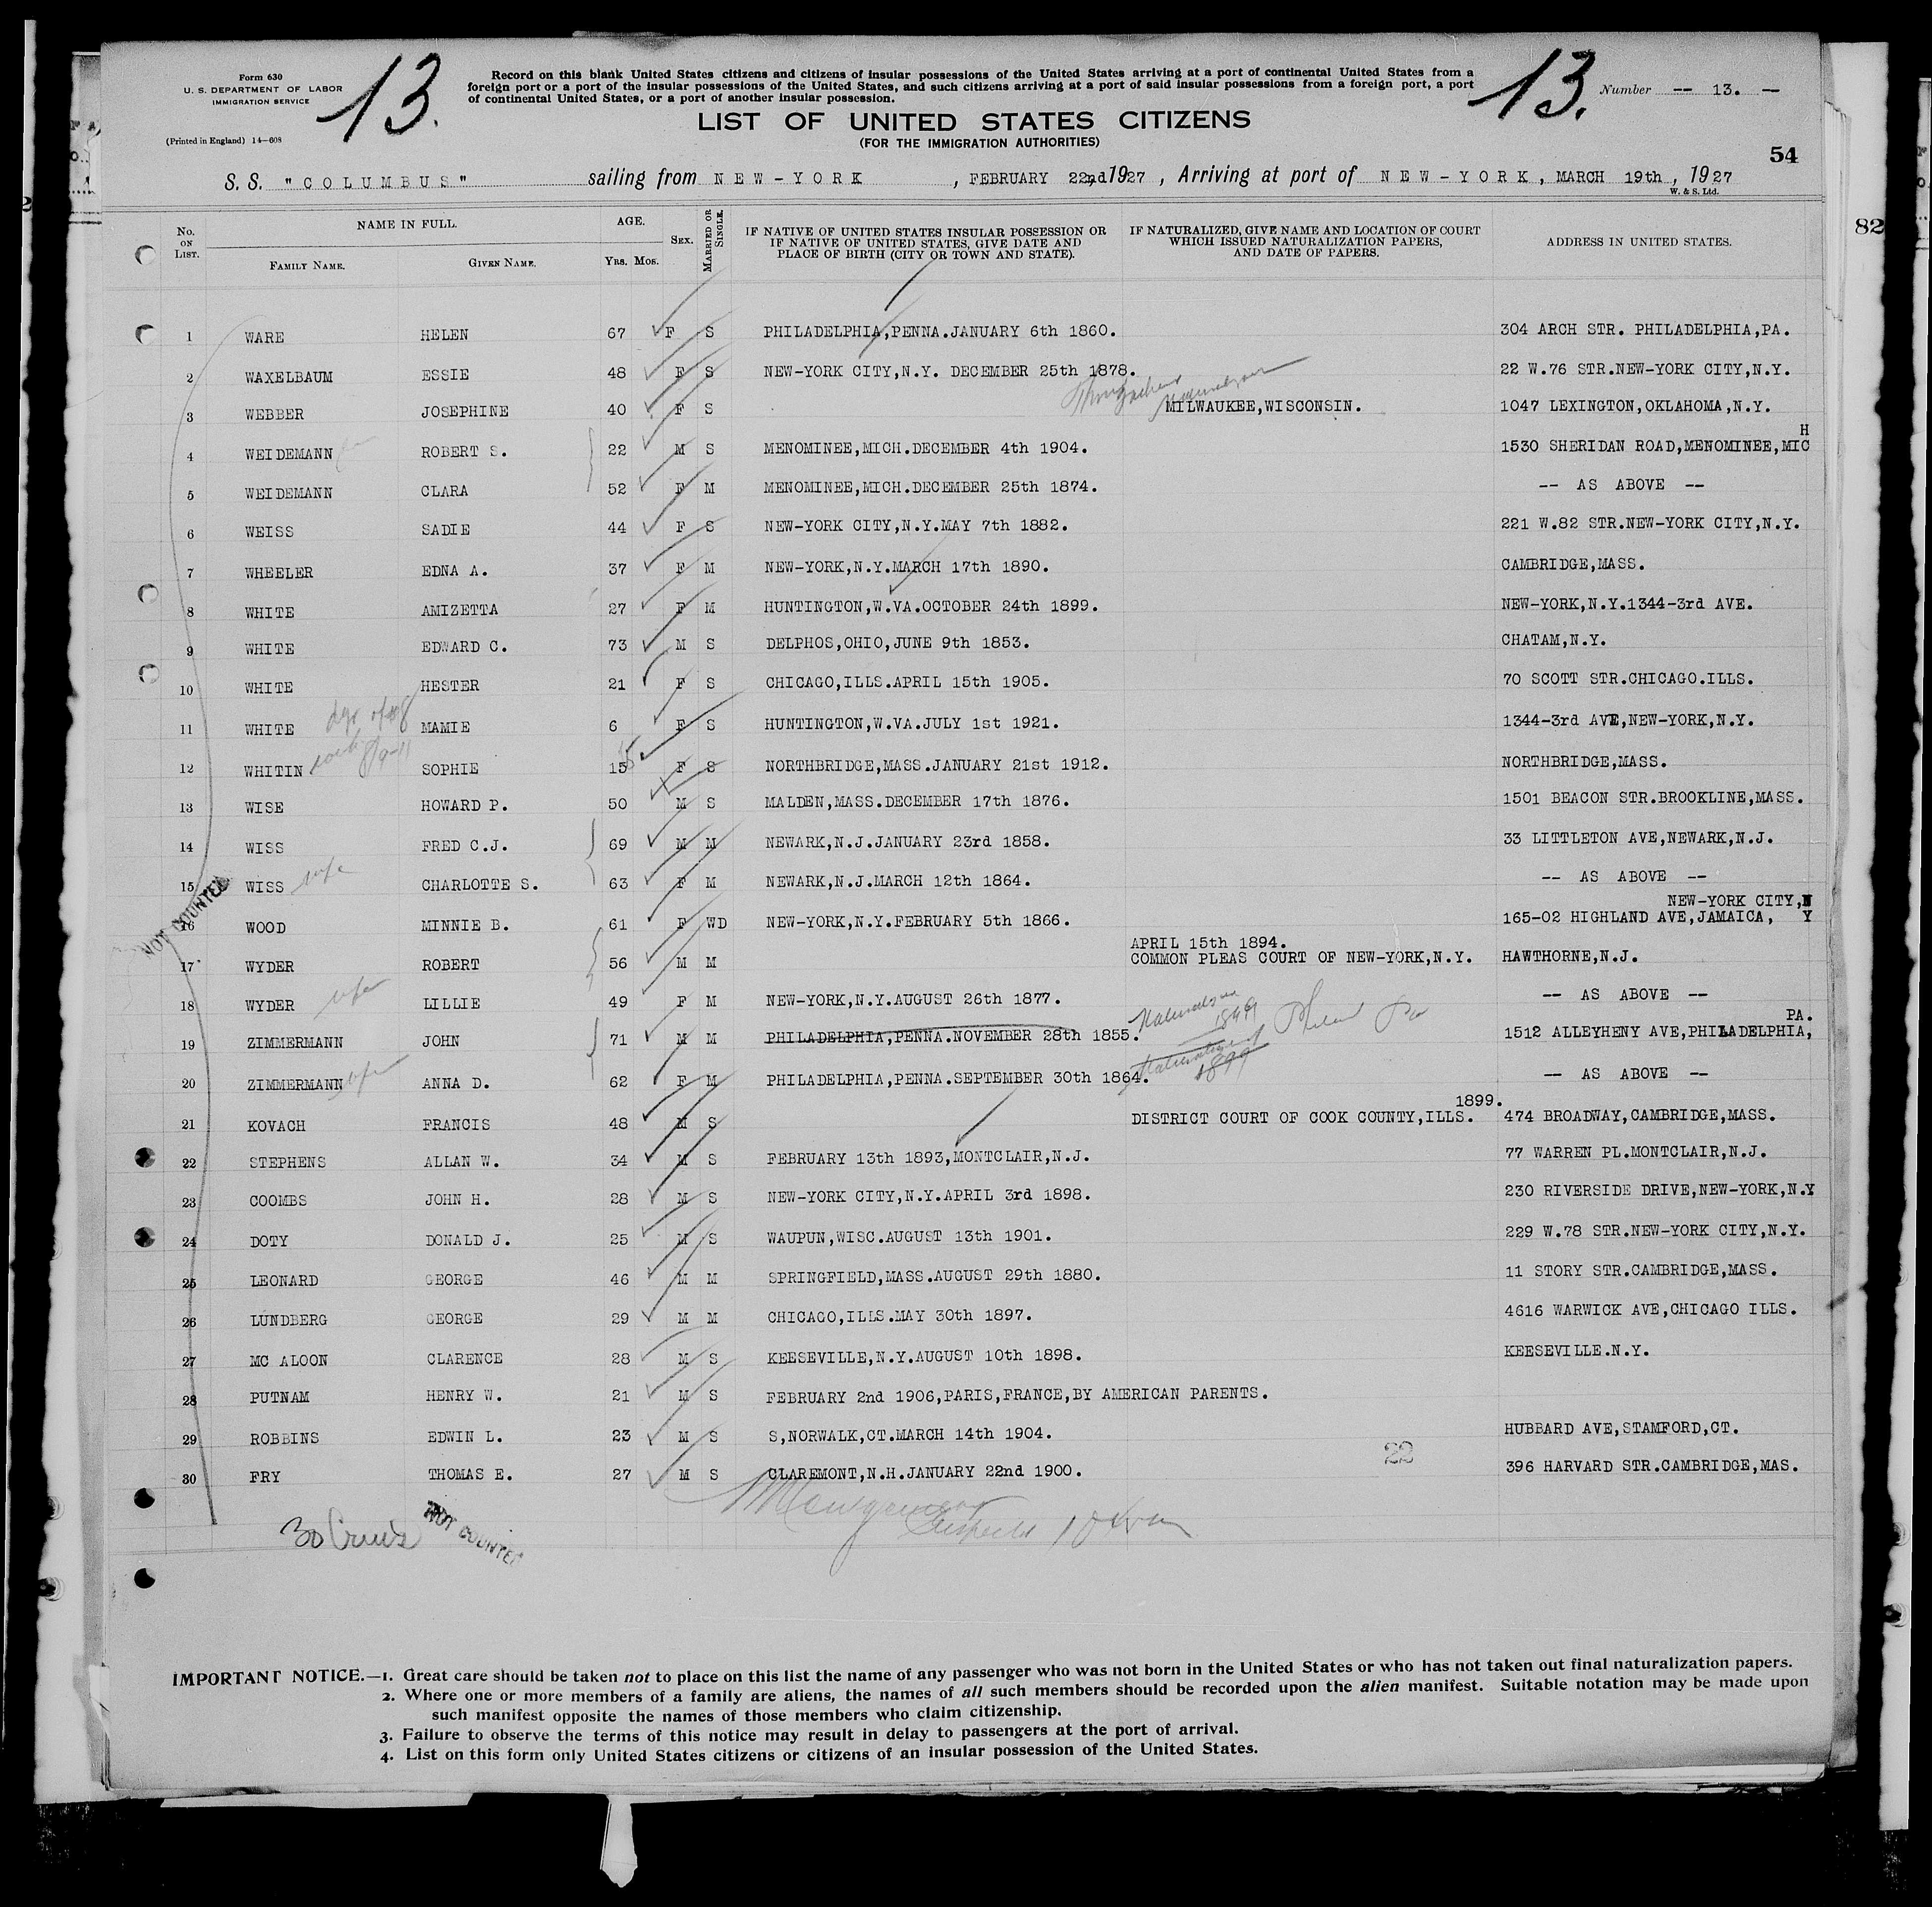 Form 630
U. S. DEPARTMENT OF LABOR
IMMIGRATION SERVICE
(Printed in England) 14—608
13.
Record on this blank United States citizens and citizens of insular possessions of the United States arriving at a port of continental United States from a
foreign port or a port of the insular possessions of the United States, and such citizens arriving at a port of said insular possessions from a foreign port, a port
of continental United States, or a port of another insular possession.
13.
Number -- 13. —
LIST OF UNITED STATES CITIZENS
(FOR THE IMMIGRATION AUTHORITIES)
54
S. S. "COLUMBUS" sailing from NEW-YORK , FEBRUARY 22nd 1927 , Arriving at port of NEW-YORK, MARCH 19th , 1927
W. & S. Ltd.
82
No. ON LIST. NAME IN FULL. FAMILY NAME. GIVEN NAME. AGE. YRS. MOS. SEX. MARRIED OR SINGLE. IF NATIVE OF UNITED STATES INSULAR POSSESSION OR IF NATIVE OF UNITED STATES, GIVE DATE AND PLACE OF BIRTH (CITY OR TOWN AND STATE). IF NATURALIZED, GIVE NAME AND LOCATION OF COURT WHICH ISSUED NATURALIZATION PAPERS, AND DATE OF PAPERS. ADDRESS IN UNITED STATES.
1 WARE HELEN 67 F S PHILADELPHIA,PENNA.JANUARY 6th 1860. 304 ARCH STR. PHILADELPHIA,PA.
2 WAXELBAUM ESSIE 48 F S NEW-YORK CITY,N.Y. DECEMBER 25th 1878. 22 W.76 STR.NEW-YORK CITY,N.Y.
3 WEBBER JOSEPHINE 40 F S MILWAUKEE,WISCONSIN. 1047 LEXINGTON,OKLAHOMA,N.Y.
4 WEIDEMANN ROBERT S. 22 M S MENOMINEE,MICH.DECEMBER 4th 1904. 1530 SHERIDAN ROAD,MENOMINEE,MICH
5 WEIDEMANN CLARA 52 F M MENOMINEE,MICH.DECEMBER 25th 1874. -- AS ABOVE --
6 WEISS SADIE 44 F S NEW-YORK CITY,N.Y.MAY 7th 1882. 221 W.82 STR.NEW-YORK CITY,N.Y.
7 WHEELER EDNA A. 37 F M NEW-YORK,N.Y.MARCH 17th 1890. CAMBRIDGE,MASS.
8 WHITE AMIZETTA 27 F M HUNTINGTON,W.VA.OCTOBER 24th 1899. NEW-YORK,N.Y.1344-3rd AVE.
9 WHITE EDWARD C. 73 M S DELPHOS,OHIO,JUNE 9th 1853. CHATAM,N.Y.
10 WHITE HESTER 21 F S CHICAGO,ILLS.APRIL 15th 1905. 70 SCOTT STR.CHICAGO.ILLS.
11 WHITE MAMIE 6 F S HUNTINGTON,W.VA.JULY 1st 1921. 1344-3rd AVE,NEW-YORK,N.Y.
12 WHITIN SOPHIE 15 F S NORTHBRIDGE,MASS.JANUARY 21st 1912. NORTHBRIDGE,MASS.
13 WISE HOWARD P. 50 M S MALDEN,MASS.DECEMBER 17th 1876. 1501 BEACON STR.BROOKLINE,MASS.
14 WISS FRED C.J. 69 M M NEWARK,N.J.JANUARY 23rd 1858. 33 LITTLETON AVE,NEWARK,N.J.
15 WISS wife CHARLOTTE S. 63 F M NEWARK,N.J.MARCH 12th 1864. -- AS ABOVE --
NOT COUNTED
NEW-YORK CITY,N
16 WOOD MINNIE B. 61 F WD NEW-YORK,N.Y.FEBRUARY 5th 1866. 165-02 HIGHLAND AVE,JAMAICA, Y
APRIL 15th 1894.
17 WYDER ROBERT 56 M M COMMON PLEAS COURT OF NEW-YORK,N.Y. HAWTHORNE,N.J.
18 WYDER wife LILLIE 49 F M NEW-YORK,N.Y.AUGUST 26th 1877. -- AS ABOVE --
PA.
19 ZIMMERMANN JOHN 71 M M PHILADELPHIA,PENNA.NOVEMBER 28th 1855. 1512 ALLEYHENY AVE,PHILADELPHIA,
20 ZIMMERMANN wife ANNA D. 62 F M PHILADELPHIA,PENNA.SEPTEMBER 30th 1864. 1899 -- AS ABOVE --
1899.
21 KOVACH FRANCIS 48 M S DISTRICT COURT OF COOK COUNTY,ILLS. 474 BROADWAY,CAMBRIDGE,MASS.
22 STEPHENS ALLAN W. 34 M S FEBRUARY 13th 1893,MONTCLAIR,N.J. 77 WARREN PL.MONTCLAIR,N.J.
23 COOMBS JOHN H. 28 M S NEW-YORK CITY,N.Y.APRIL 3rd 1898. 230 RIVERSIDE DRIVE,NEW-YORK,N.Y
24 DOTY DONALD J. 25 M S WAUPUN,WISC.AUGUST 13th 1901. 229 W.78 STR.NEW-YORK CITY,N.Y.
25 LEONARD GEORGE 46 M M SPRINGFIELD,MASS.AUGUST 29th 1880. 11 STORY STR.CAMBRIDGE,MASS.
26 LUNDBERG GEORGE 29 M M CHICAGO,ILLS.MAY 30th 1897. 4616 WARWICK AVE,CHICAGO ILLS.
27 MC ALOON CLARENCE 28 M S KEESEVILLE,N.Y.AUGUST 10th 1898. KEESEVILLE.N.Y.
28 PUTNAM HENRY W. 21 M S FEBRUARY 2nd 1906,PARIS,FRANCE,BY AMERICAN PARENTS.
29 ROBBINS EDWIN L. 23 M S S,NORWALK,CT.MARCH 14th 1904. HUBBARD AVE,STAMFORD,CT.
22
30 FRY THOMAS E. 27 M S CLAREMONT,N.H.JANUARY 22nd 1900. 396 HARVARD STR.CAMBRIDGE,MAS.
30 NOT COUNTED
IMPORTANT NOTICE.—1. Great care should be taken not to place on this list the name of any passenger who was not born in the United States or who has not taken out final naturalization papers.
2. Where one or more members of a family are aliens, the names of all such members should be recorded upon the alien manifest. Suitable notation may be made upon
such manifest opposite the names of those members who claim citizenship.
3. Failure to observe the terms of this notice may result in delay to passengers at the port of arrival.
4. List on this form only United States citizens or citizens of an insular possession of the United States.